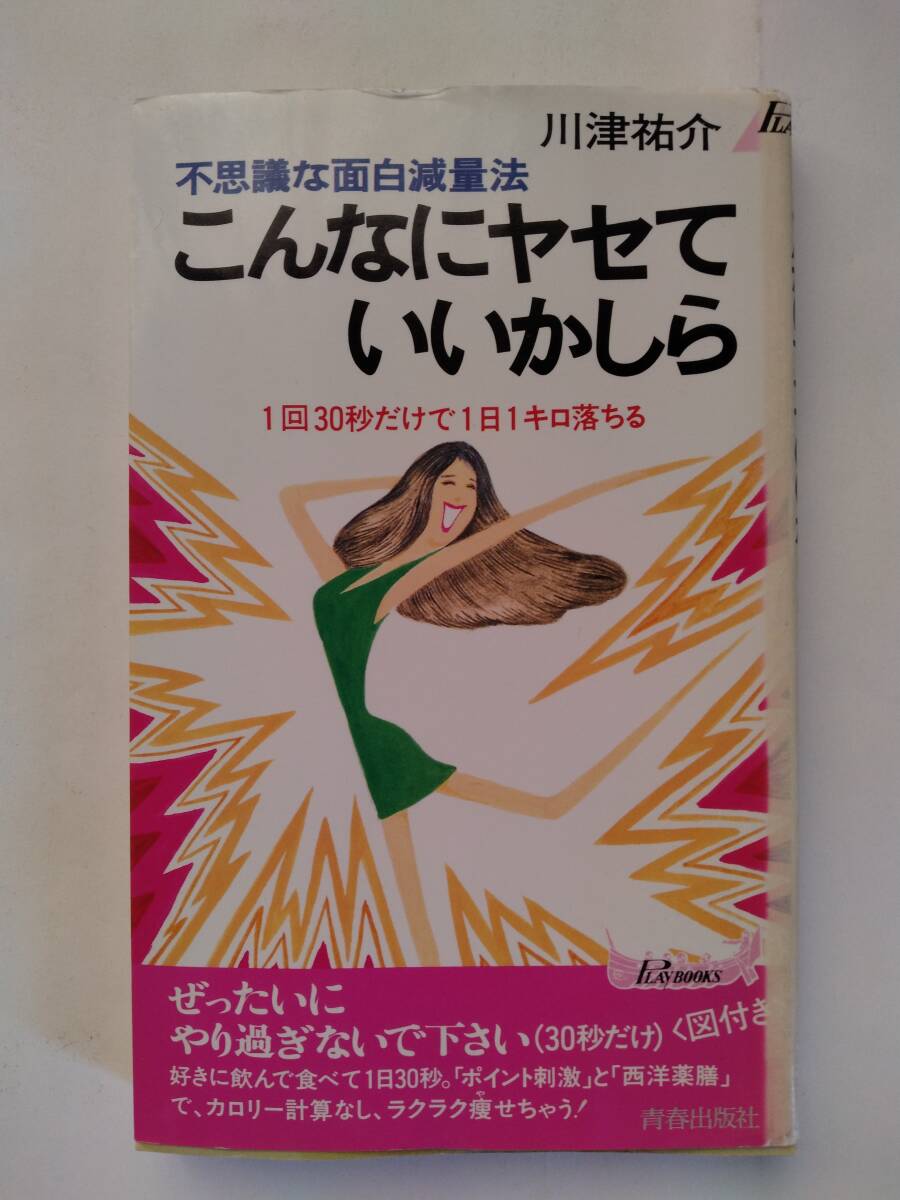 川津祐介
不思議な面白減量法
こんなにヤセて
いいかしら
1回30秒だけで1日1キロ落ちる
PLAYBOOKS
ぜったいに
やり過ぎないで下さい(30秒だけ)〈図付き
好きに飲んで食べて1日30秒。「ポイント刺激」と「西洋薬膳」
で、カロリー計算なし、ラクラク痩せちゃう!
青春出版社